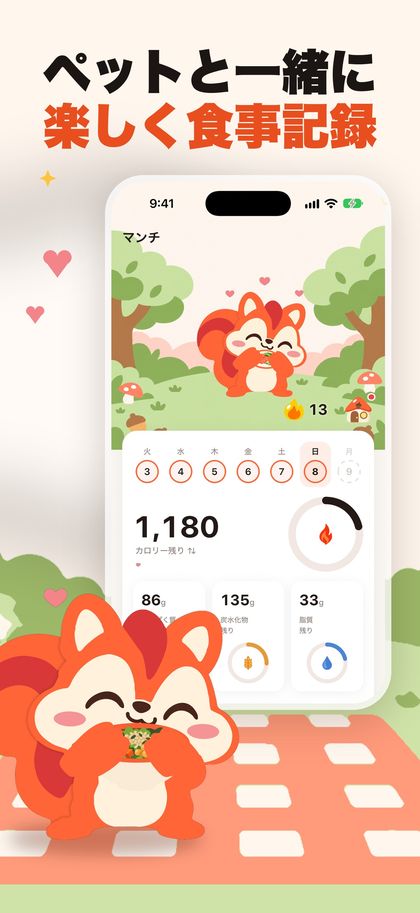 ペットと一緒に
楽しく食事記録
9:41
マンチ
13
火 水 木 金 土 日 月
3 4 5 6 7 8 9
1,180
カロリー残り ↑↓
86g 135g 33g
炭水化物 脂質
残り 残り